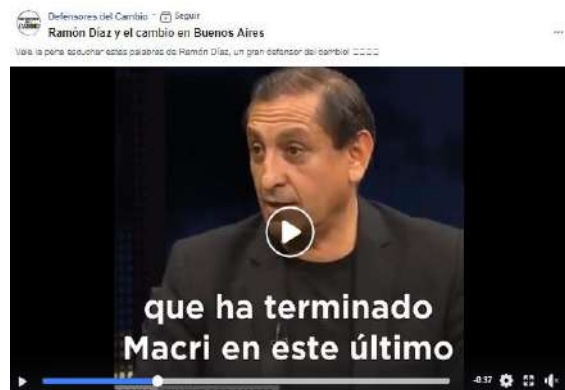 Defensores del Cambio · Seguir
Ramón Díaz y el cambio en Buenos Aires
Vale la pena escuchar estas palabras de Ramón Díaz, un gran defensor del cambio!
que ha terminado
Macri en este último
-0:37